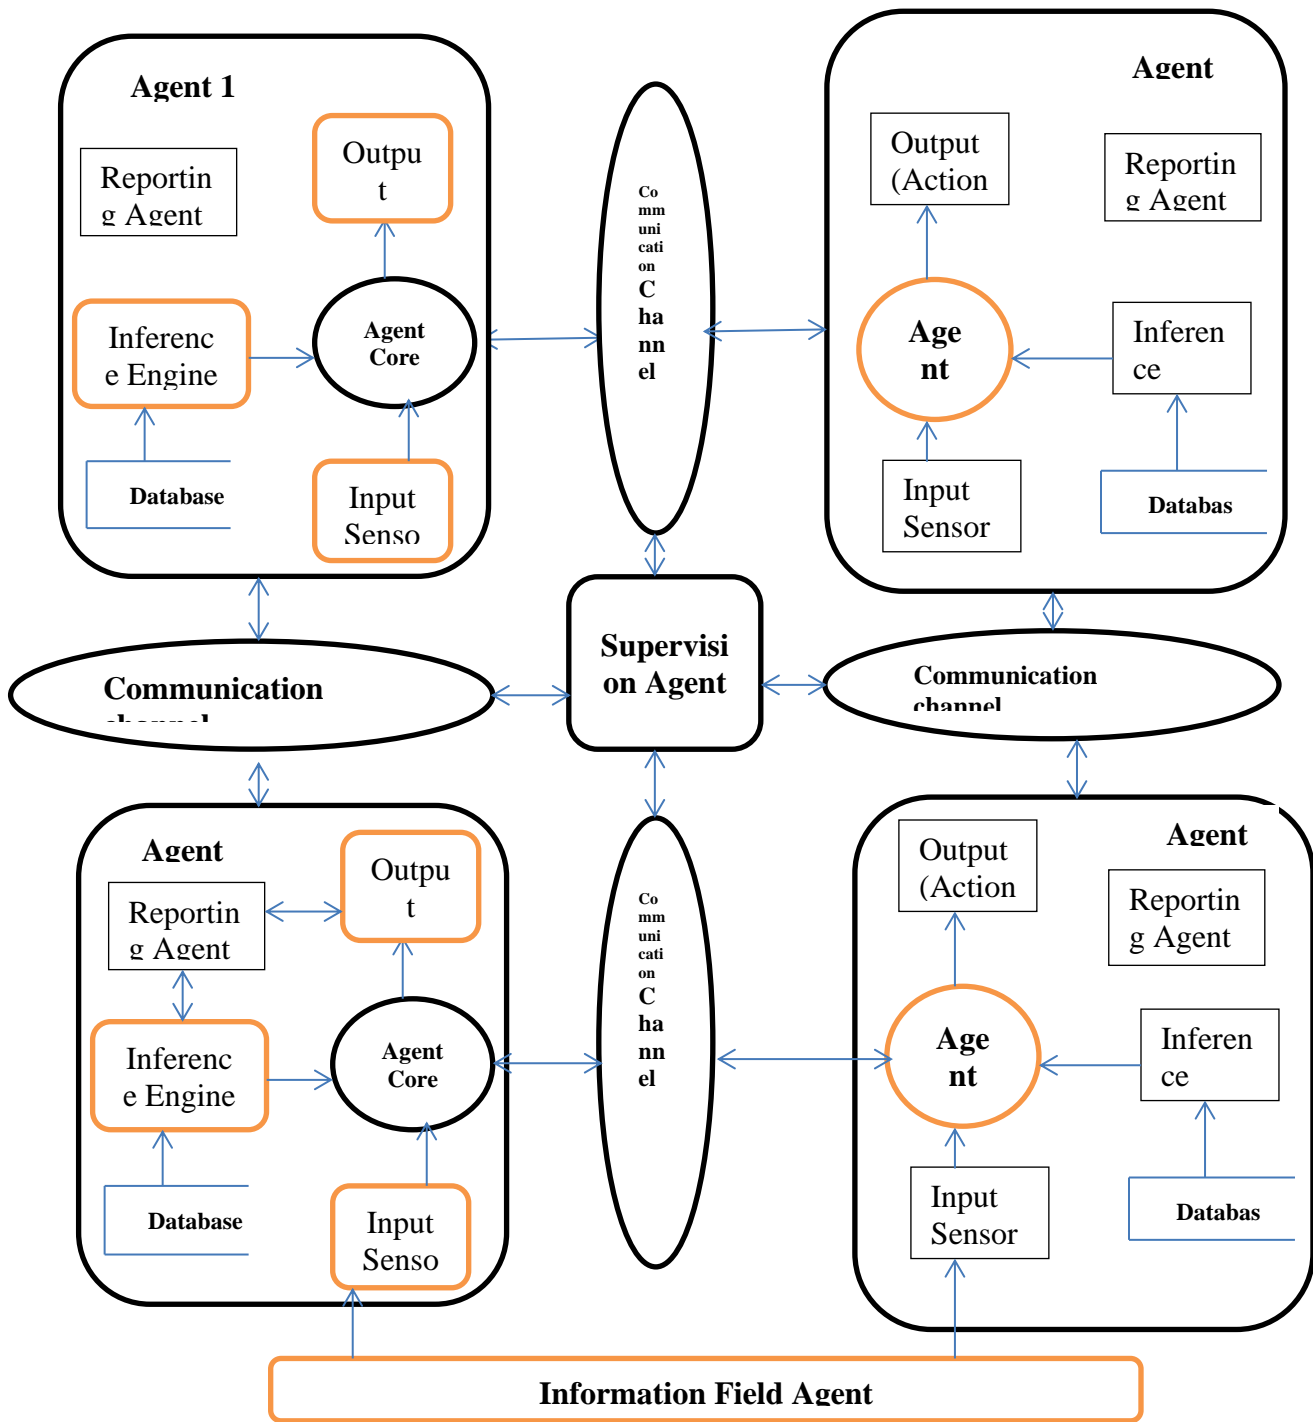 Agent 1
Outpu
t
Reportin
g Agent
Inferenc
e Engine
Agent
Core
Database
Input
Senso
Co
mm
uni
cati
on
C
ha
nn
el
Agent
Output
(Action
Reportin
g Agent
Age
nt
Inferen
ce
Input
Sensor
Databas
Communication
channel
Supervisi
on Agent
Communication
channel
Agent
Outpu
t
Reportin
g Agent
Inferenc
e Engine
Agent
Core
Database
Input
Senso
Co
mm
uni
cati
on
C
ha
nn
el
Agent
Output
(Action
Reportin
g Agent
Age
nt
Inferen
ce
Input
Sensor
Databas
Information Field Agent